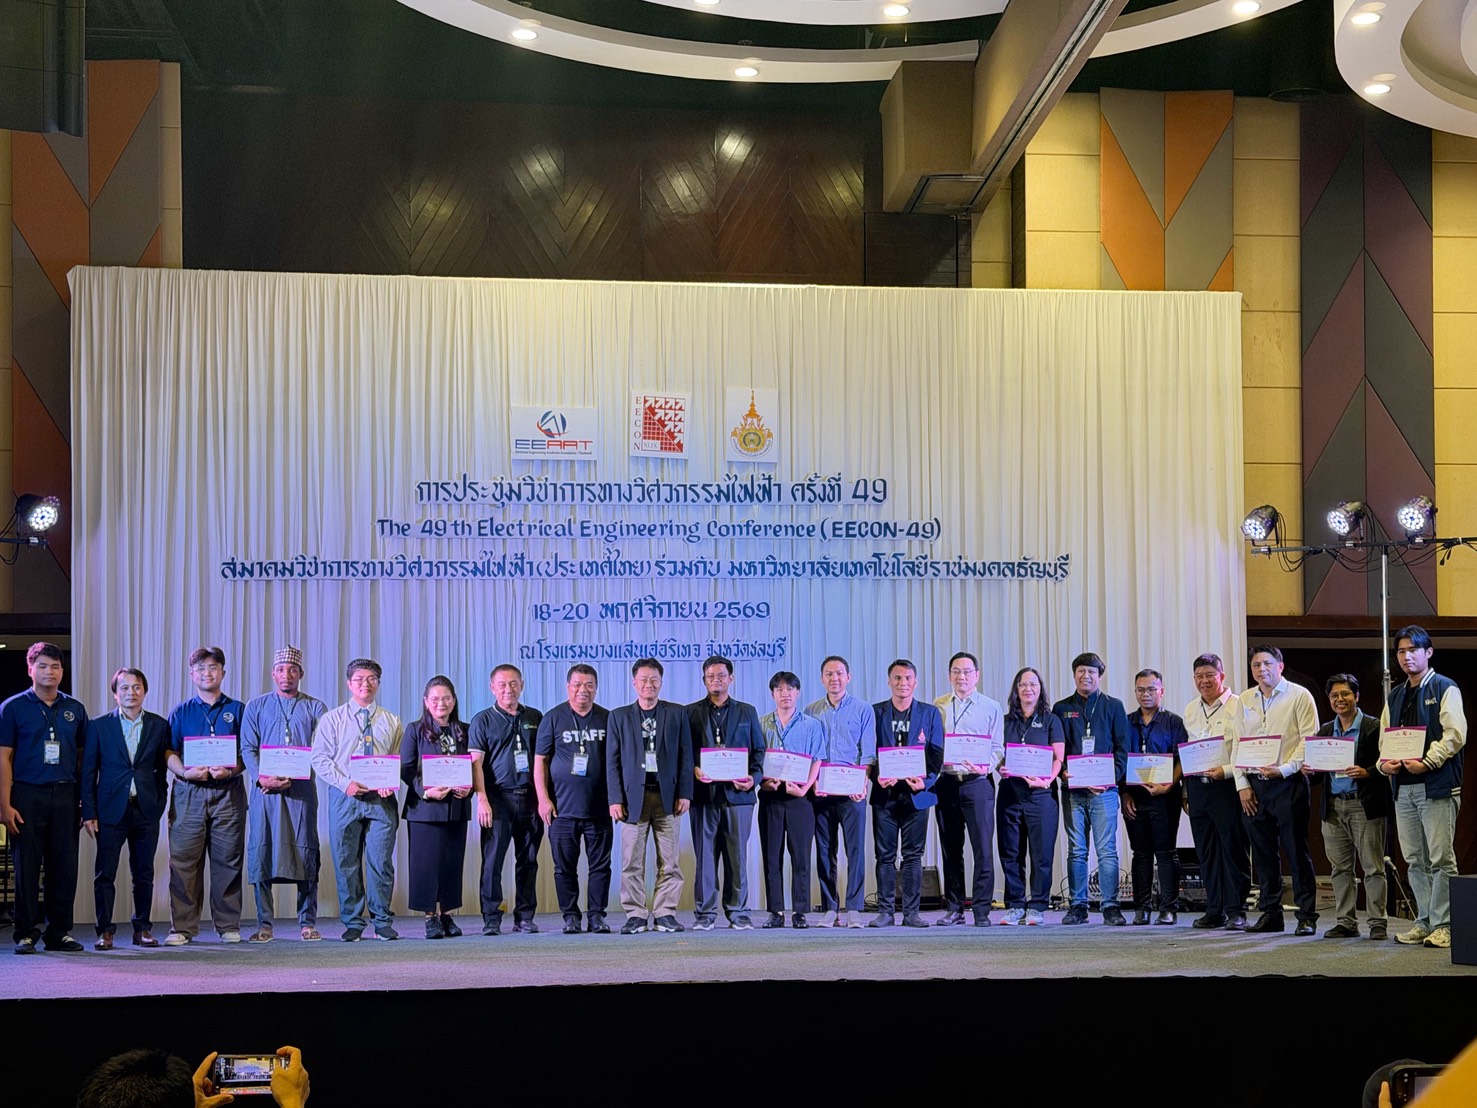 EEAAT
Electrical Engineering Academic Association (Thailand)
EECON
XLIX
การประชุมวิชาการทางวิศวกรรมไฟฟ้า ครั้งที่ 49
The 49th Electrical Engineering Conference (EECON-49)
สมาคมวิชาการทางวิศวกรรมไฟฟ้า(ประเทศไทย) ร่วมกับ มหาวิทยาลัยเทคโนโลยีราชมงคลธัญบุรี
18-20 พฤศจิกายน 2569
ณ โรงแรมบางแสนเฮอริเทจ จังหวัดชลบุรี
STAFF